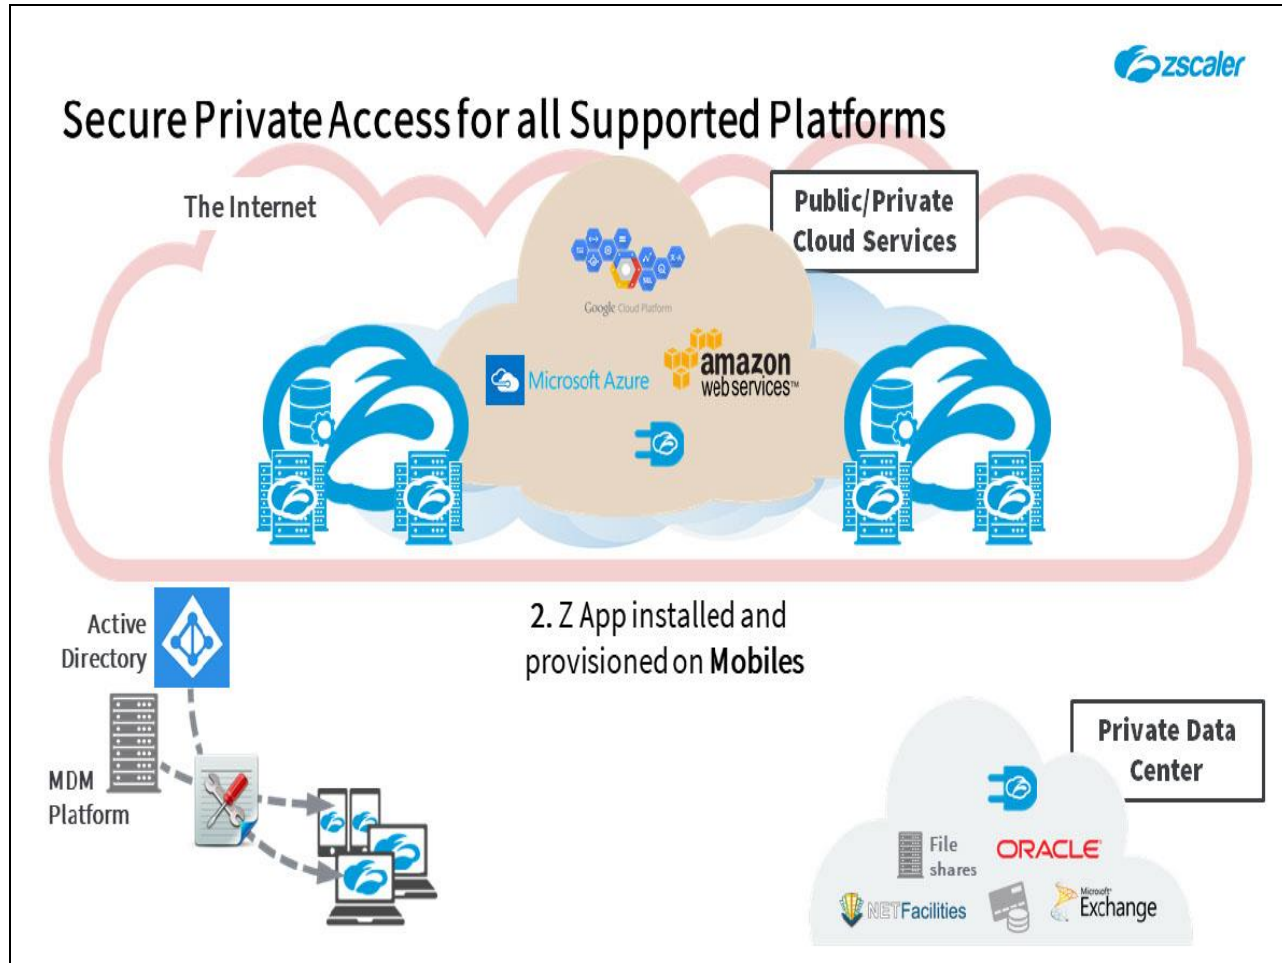 zscaler
Secure Private Access for all Supported Platforms
The Internet
Public/Private
Cloud Services
Google Cloud Platform
Microsoft Azure
amazon
webservices™
Active
Directory
2. Z App installed and
provisioned on Mobiles
MDM
Platform
Private Data
Center
File
shares
ORACLE
NETFacilities
Microsoft
Exchange